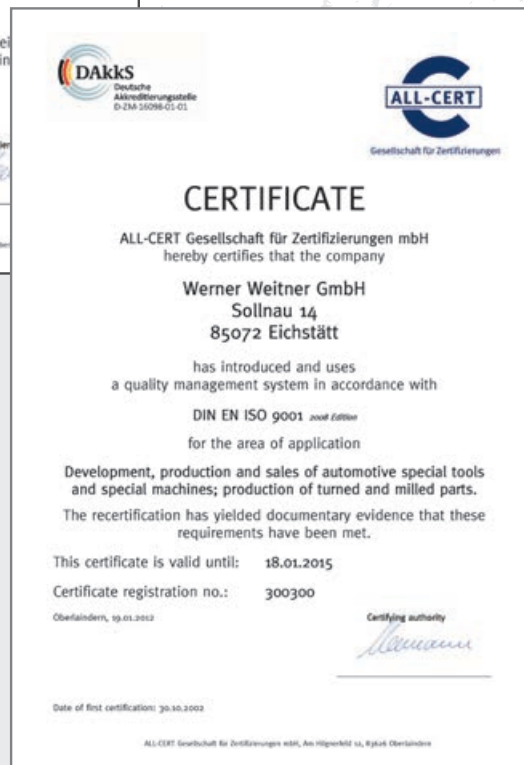 DAkkS
Deutsche
Akkreditierungsstelle
D-ZM-16098-01-01
ALL-CERT
Gesellschaft für Zertifizierungen
CERTIFICATE
ALL-CERT Gesellschaft für Zertifizierungen mbH
hereby certifies that the company
Werner Weitner GmbH
Sollnau 14
85072 Eichstätt
has introduced and uses
a quality management system in accordance with
DIN EN ISO 9001 2008 Edition
for the area of application
Development, production and sales of automotive special tools
and special machines; production of turned and milled parts.
The recertification has yielded documentary evidence that these
requirements have been met.
This certificate is valid until: 18.01.2015
Certificate registration no.: 300300
Oberlaindern, 19.01.2012
Certifying authority
Date of first certification: 30.10.2002
ALL-CERT Gesellschaft für Zertifizierungen mbH, Am Högnerfeld 12, 83626 Oberlaindern